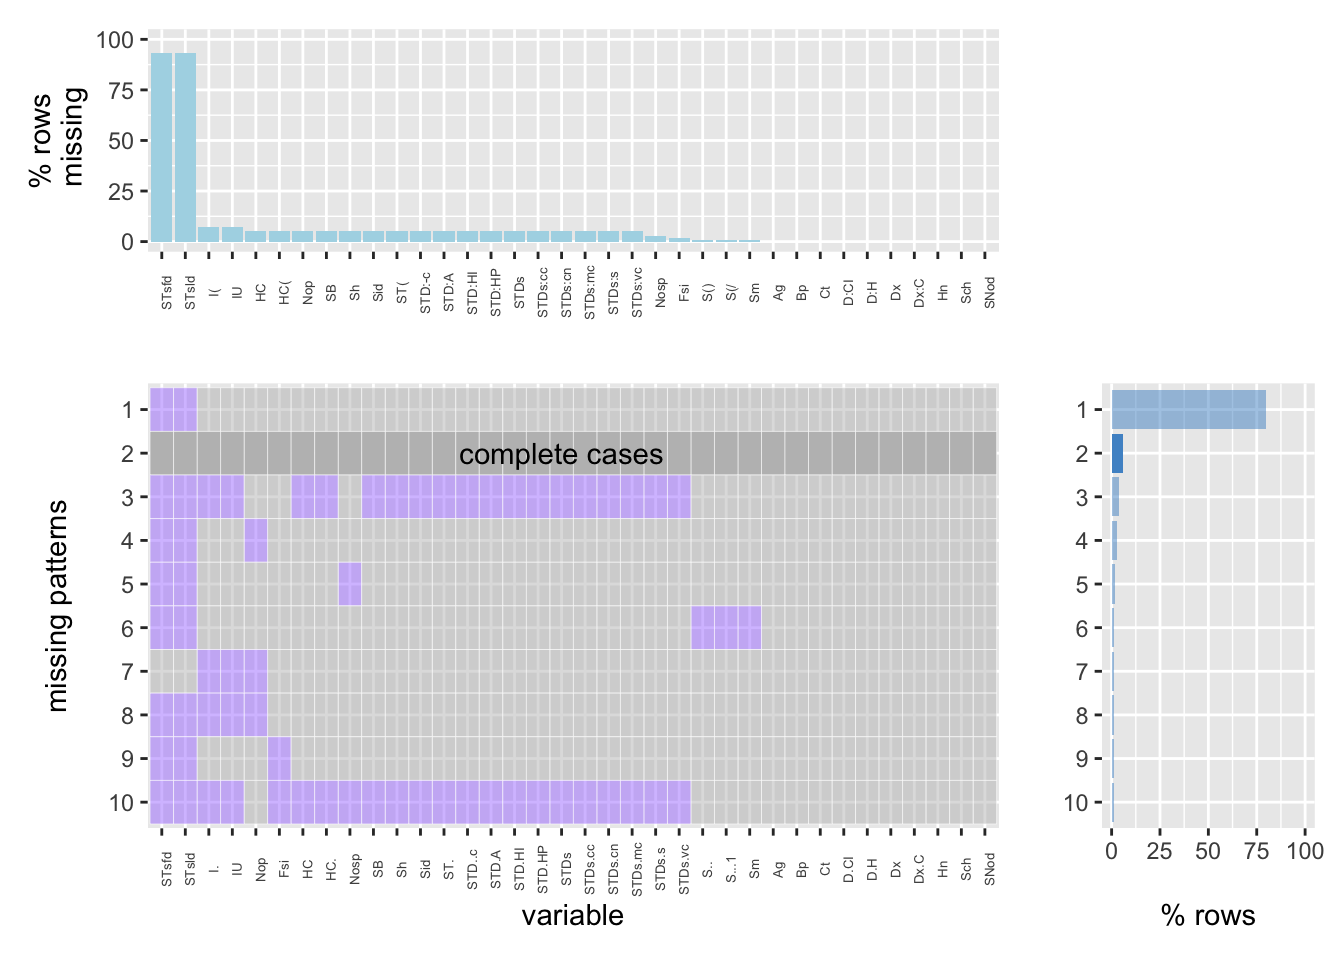 100
75
50
25
0
% rows
missing
STsfd STsld I( IU HC HC( Nop SB Sh Sid ST( STD:-c STD:A STD:HI STD:HP STDs STDs:cc STDs:cn STDs:mc STDs:s STDs:vc Nosp Fsi S() S(/ Sm Ag Bp Ct D:CI D:H Dx Dx:C Hn Sch SNod
1
2
3
4
5
6
7
8
9
10
missing patterns
complete cases
STsfd STsld I. IU Nop Fsi HC HC. Nosp SB Sh Sid ST. STD..c STD.A STD.HI STD.HP STDs STDs.cc STDs.cn STDs.mc STDs.s STDs.vc S.. S...1 Sm Ag Bp Ct D.CI D.H Dx Dx.C Hn Sch SNod
variable
1
2
3
4
5
6
7
8
9
10
0 25 50 75 100
% rows